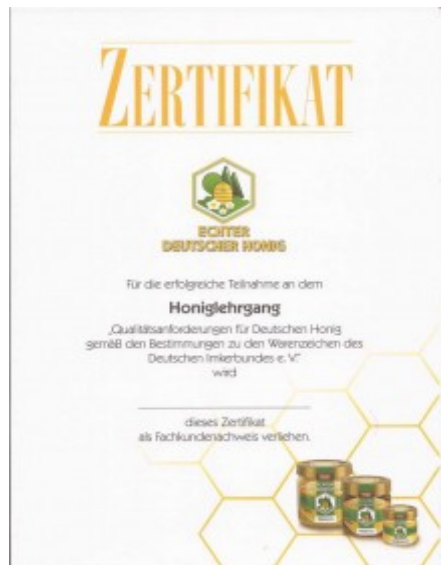 ZERTIFIKAT
ECHTER
DEUTSCHER HONIG
Für die erfolgreiche Teilnahme an dem
Honiglehrgang
„Qualitätsanforderungen für Deutschen Honig
gemäß den Bestimmungen zu den Warenzeichen des
Deutschen Imkerbundes e. V."
wird
dieses Zertifikat
als Fachkundenachweis verliehen.